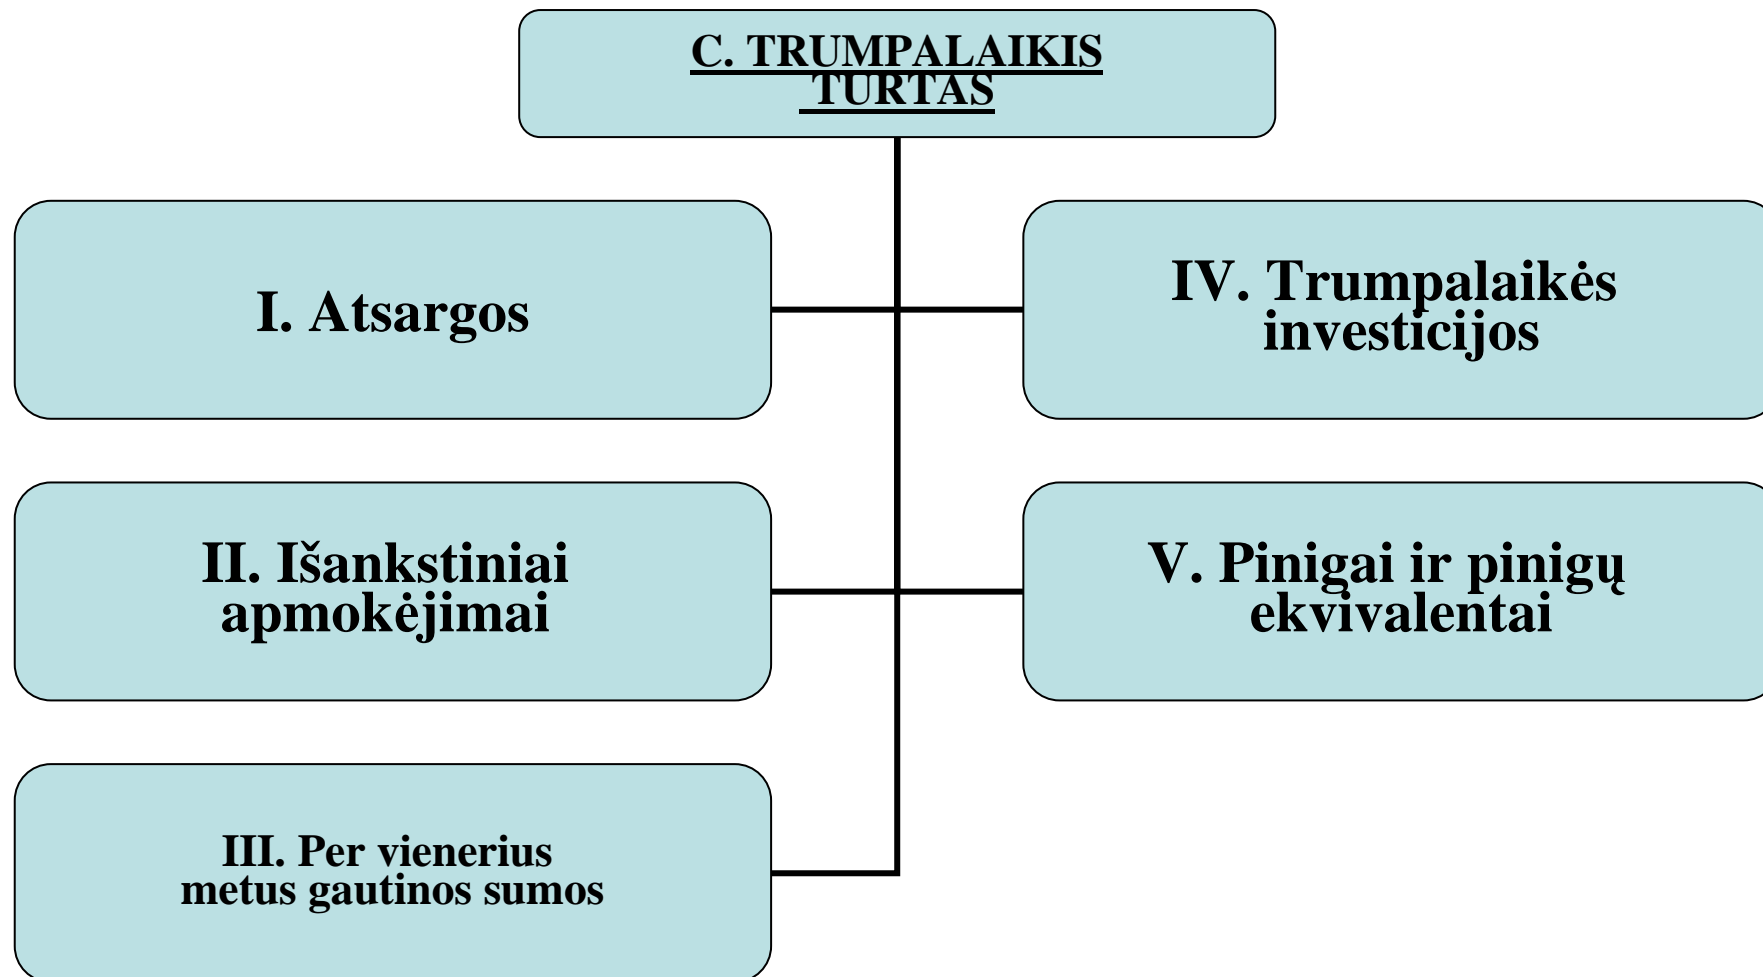 C. TRUMPALAIKIS
TURTAS
I. Atsargos
II. Išankstiniai
apmokėjimai
III. Per vienerius
metus gautinos sumos
IV. Trumpalaikės
investicijos
V. Pinigai ir pinigų
ekvivalentai